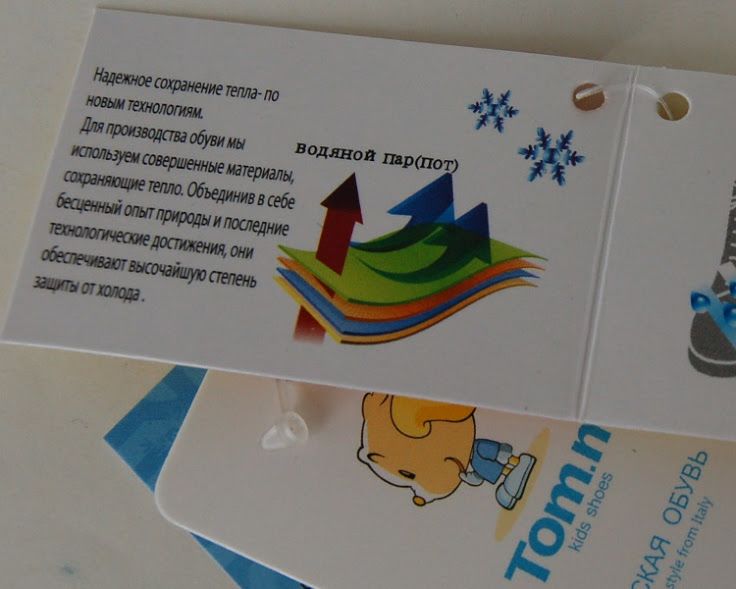 Надежное сохранение тепла- по
новым технологиям.
Для производства обуви мы
используем совершенные материалы,
сохраняющие тепло. Объединив в себе
бесценный опыт природы и последние
технологические достижения, они
обеспечивают высочайшую степень
защиты от холода .
водяной пар(пот)
Tom.
kids shoes
ОБУВЬ
style from Italy